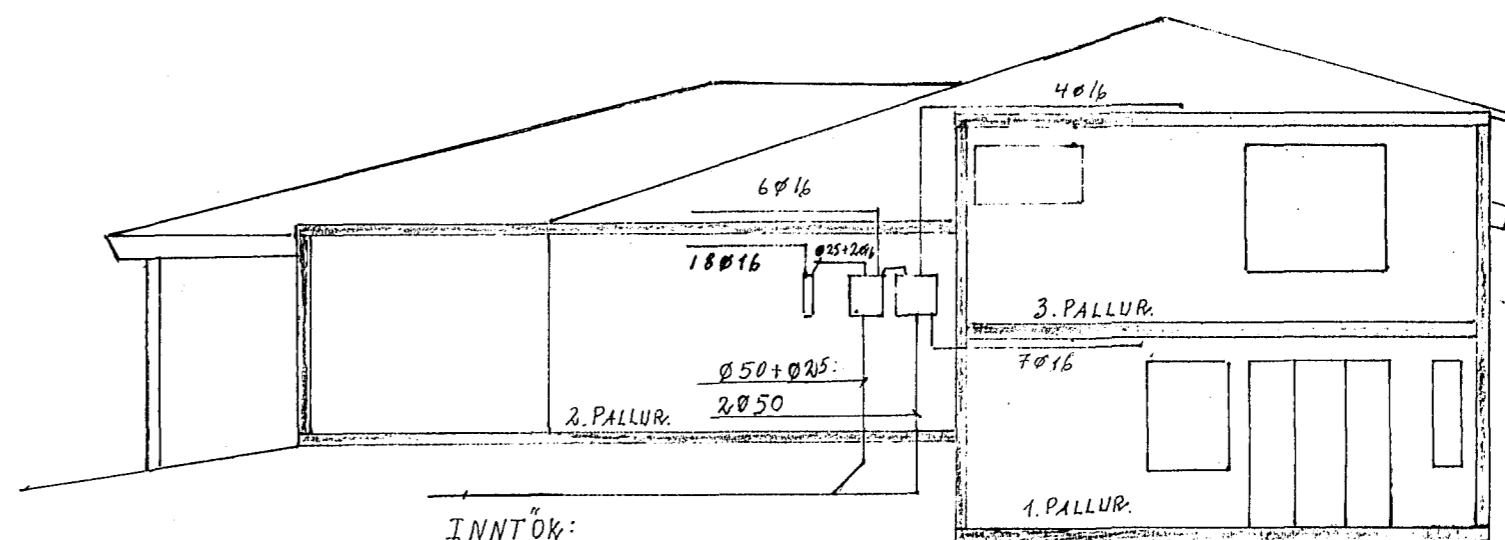 4ø16
6ø16
18ø16
ø25+2ø16
3. PALLUR.
7ø16
ø50+ø25:
2ø50
2. PALLUR.
1. PALLUR.
INNTÖK: